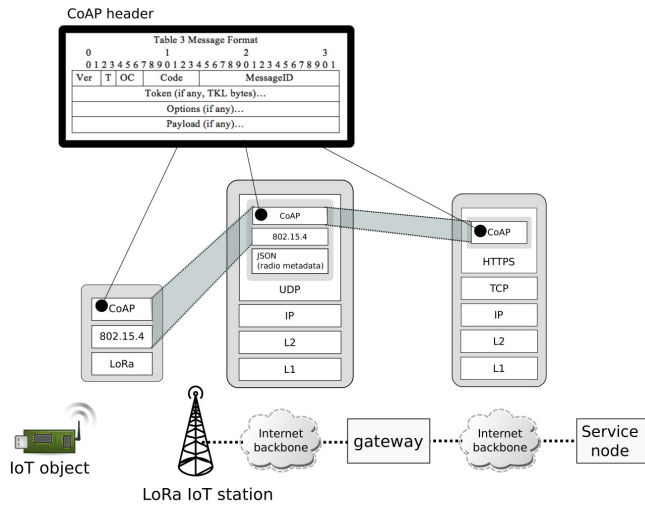 CoAP header
Table 3 Message Format
0 1 2 3
0 1 2 3 4 5 6 7 8 9 0 1 2 3 4 5 6 7 8 9 0 1 2 3 4 5 6 7 8 9 0 1
Ver T OC Code MessageID
Token (if any, TKL bytes)...
Options (if any)...
Payload (if any)...
CoAP
802.15.4
LoRa
CoAP
802.15.4
JSON
(radio metadata)
UDP
IP
L2
L1
CoAP
HTTPS
TCP
IP
L2
L1
IoT object
LoRa IoT station
Internet
backbone
gateway
Internet
backbone
Service
node